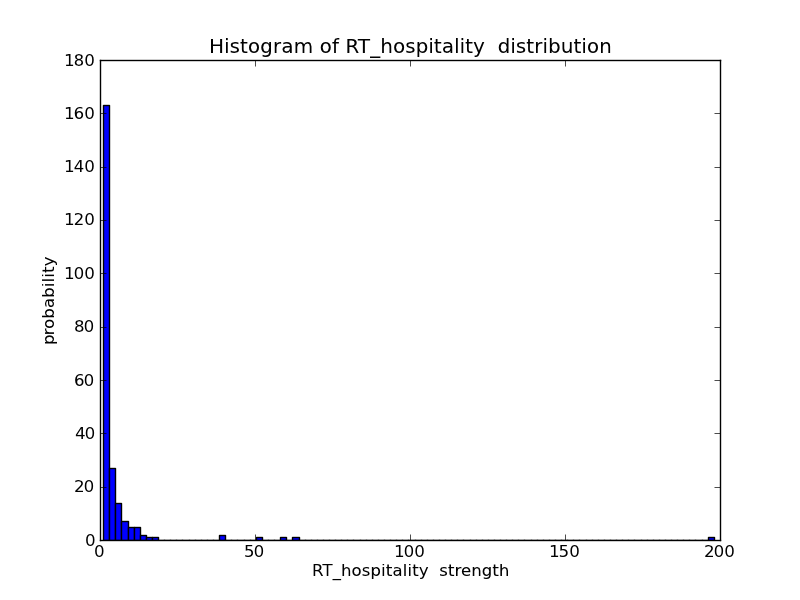 Histogram of RT_hospitality  distribution
180
160
140
120
100
80
60
40
20
0
probability
0 50 100 150 200
RT_hospitality  strength